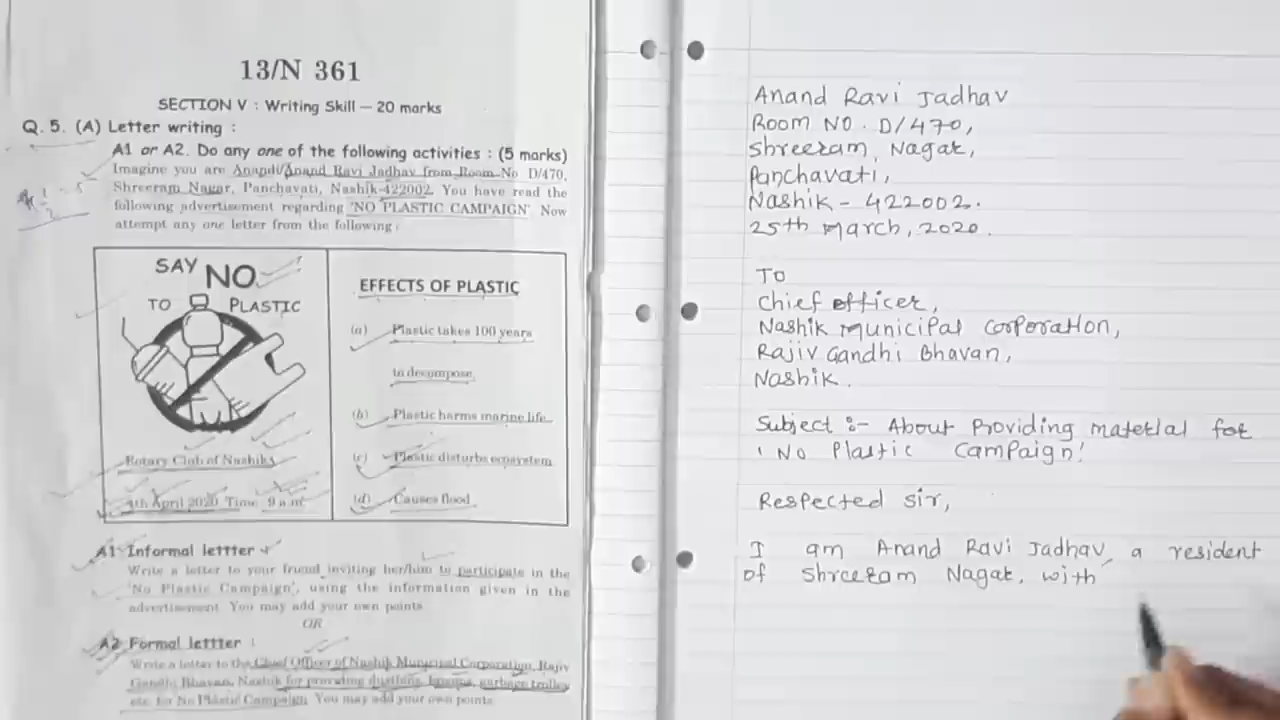 13/N 361
SECTION V : Writing Skill — 20 marks
Q. 5. (A) Letter writing :
A1 or A2. Do any one of the following activities : (5 marks)
Imagine you are Anandi/Anand Ravi Jadhav from Room No D/470,
Shreeram Nagar, Panchavati, Nashik-422002. You have read the
following advertisement regarding 'NO PLASTIC CAMPAIGN' Now
attempt any one letter from the following :
SAY NO
TO PLASTIC
Rotary Club of Nashik
4th April 2020 Time 9 a.m
EFFECTS OF PLASTIC
(a) Plastic takes 100 years
to decompose
(b) Plastic harms marine life
(c) Plastic disturbs ecosystem
(d) Causes flood
A1 Informal lettter
Write a letter to your friend inviting her/him to participate in the
'No Plastic Campaign', using the information given in the
advertisement. You may add your own points
OR
A2 Formal lettter :
Write a letter to the Chief Officer of Nashik Municipal Corporation, Rajiv
Gandhi Bhavan, Nashik for providing dustbins, brooms, garbage trolley
etc. for No Plastic Campaign You may add your own points
Anand Ravi Jadhav
Room NO. D/470,
Shreeram Nagar,
Panchavati,
Nashik - 422002.
25th March, 2020.
To
Chief officer,
Nashik Municipal corporation,
Rajiv Gandhi Bhavan,
Nashik.
Subject :- About Providing material for
'No Plastic Campaign!
Respected sir,
I am Anand Ravi Jadhav, a resident
of Shreeram Nagar, with